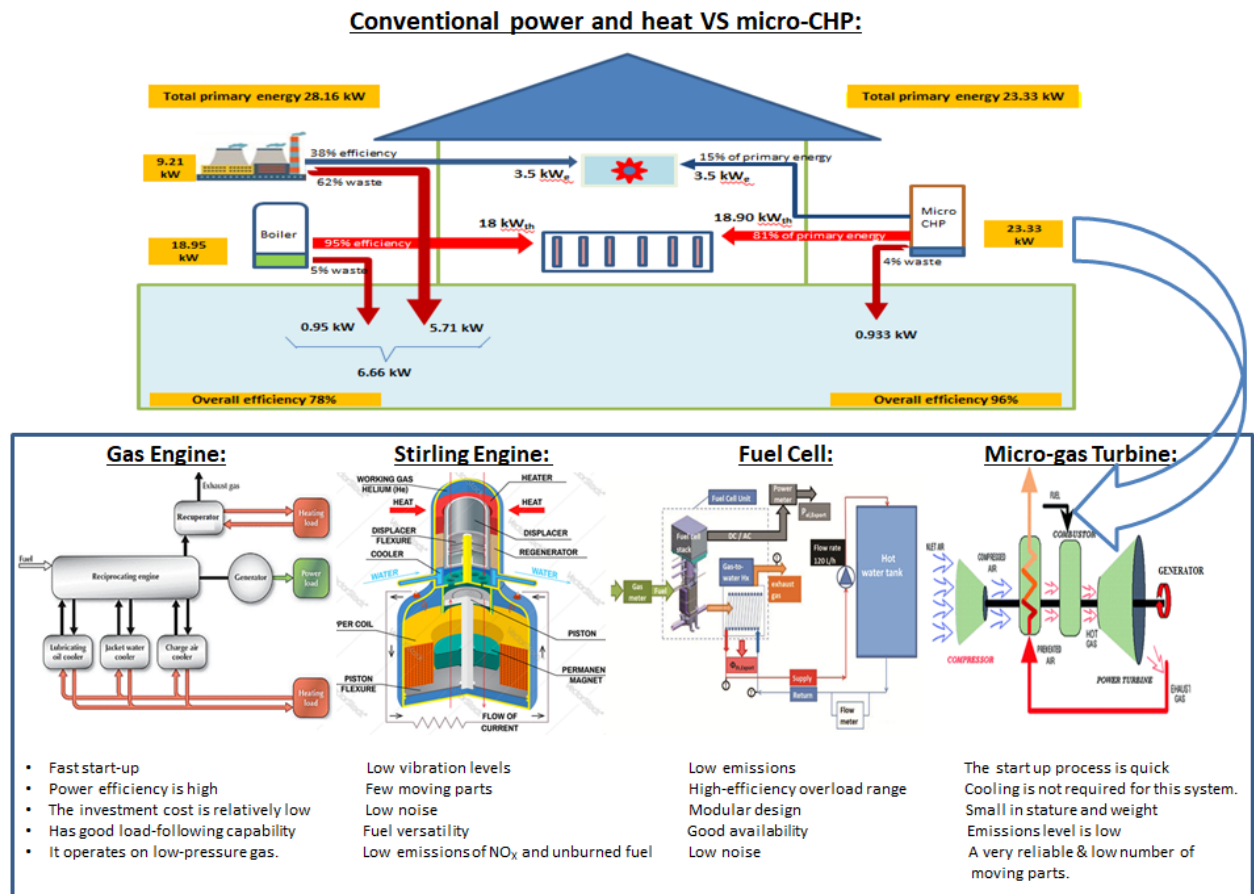 Conventional power and heat VS micro-CHP:
Total primary energy 28.16 kW
Total primary energy 23.33 kW
9.21
kW
38% efficiency
62% waste
3.5 kWe
15% of primary energy
3.5 kWe
Boiler
18.95
kW
95% efficiency
5% waste
18 kWth
18.90 kWth
81% of primary energy
Micro
CHP
23.33
kW
4% waste
0.95 kW
5.71 kW
6.66 kW
0.933 kW
Overall efficiency 78%
Overall efficiency 96%
Gas Engine:
Exhaust gas
Recuperator
Heating
load
Fuel
Reciprocating engine
Generator
Power
load
Lubricating
oil cooler
Jacket water
cooler
Charge air
cooler
Heating
load
Stirling Engine:
WORKING GAS
HELIUM (He)
HEATER
HEAT
HEAT
DISPLACER
FLEXURE
DISPLACER
COOLER
REGENERATOR
WATER
WATER
'PER COIL
PISTON
PERMANEN
MAGNET
PISTON
FLEXURE
FLOW OF
CURRENT
Fuel Cell:
Fuel Cell Unit
Power
meter
Pel,Export
Fuel cell
stack
DC / AC
Flow rate
120 L/h
Hot
water tank
Gas-to-
water Hx
exhaust
gas
Gas
meter
Fuel
Supply
Return
Flow
meter
Micro-gas Turbine:
FUEL
COMBUSTOR
INLET AIR
COMPRESSED
AIR
GENERATOR
COMPRESSOR
PREHEATED
AIR
HOT
GAS
POWER TURBINE
EHAUST
GAS
• Fast start-up
• Power efficiency is high
• The investment cost is relatively low
• Has good load-following capability
• It operates on low-pressure gas.
Low vibration levels
Few moving parts
Low noise
Fuel versatility
Low emissions of NOX and unburned fuel
Low emissions
High-efficiency overload range
Modular design
Good availability
Low noise
The start up process is quick
Cooling is not required for this system.
Small in stature and weight
Emissions level is low
A very reliable & low number of
moving parts.